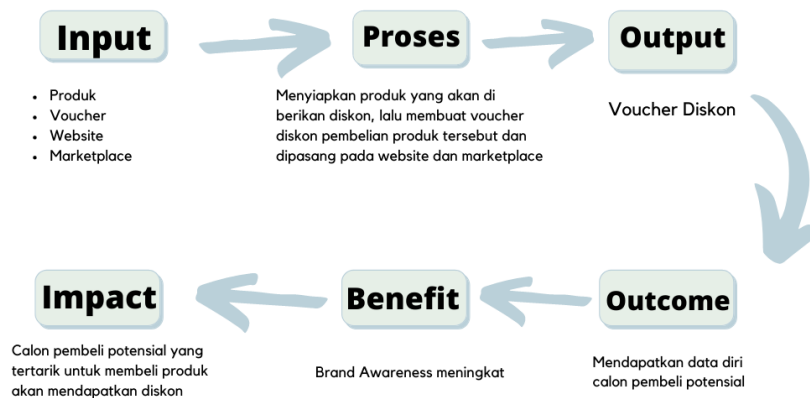 Input
• Produk
• Voucher
• Website
• Marketplace
Proses
Menyiapkan produk yang akan di
berikan diskon, lalu membuat voucher
diskon pembelian produk tersebut dan
dipasang pada website dan marketplace
Output
Voucher Diskon
Outcome
Mendapatkan data diri
calon pembeli potensial
Benefit
Brand Awareness meningkat
Impact
Calon pembeli potensial yang
tertarik untuk membeli produk
akan mendapatkan diskon